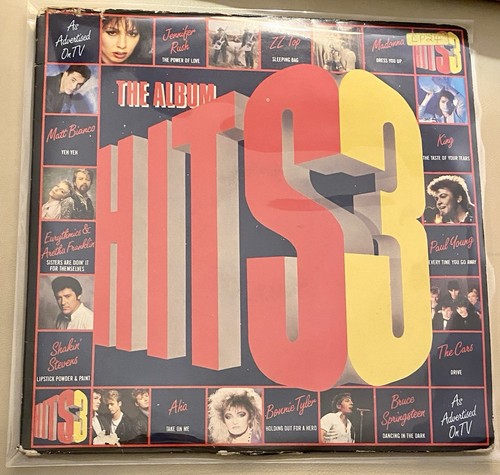 As
Advertised
On TV
Jennifer
Rush
THE POWER OF LOVE
ZZ Top
SLEEPING BAG
Madonna
DRESS YOU UP
HITS 3
THE ALBUM
HITS 3
Matt Bianco
YEH YEH
King
THE TASTE OF YOUR TEARS
Eurythmics &
Aretha Franklin
SISTERS ARE DOIN' IT
FOR THEMSELVES
Paul Young
EVERY TIME YOU GO AWAY
Shakin'
Stevens
LIPSTICK POWDER & PAINT
The Cars
DRIVE
HITS 3
Aha
TAKE ON ME
Bonnie Tyler
HOLDING OUT FOR A HERO
Bruce
Springsteen
DANCING IN THE DARK
As
Advertised
On TV